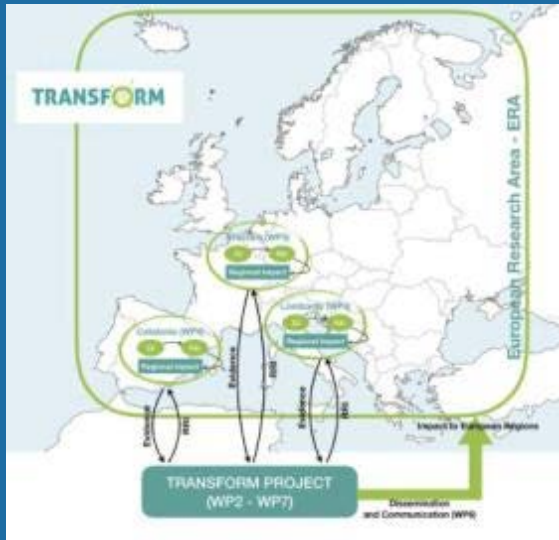 TRANSFORM
European Research Area - ERA
Regional Impact
Lombardy
Catalonia
Regional Impact
Regional Impact
Evidence
RRI
Evidence
RRI
Evidence
RRI
Impact to European Regions
TRANSFORM PROJECT
(WP2 - WP7)
Dissemination
and Communication (WP6)